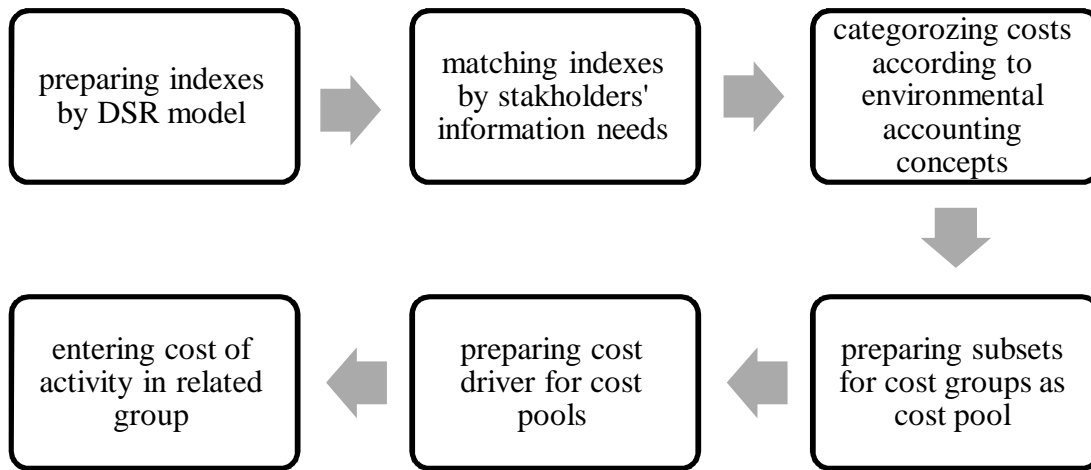 preparing indexes
by DSR model
matching indexes
by stakholders'
information needs
categorozing costs
according to
environmental
accounting
concepts
preparing subsets
for cost groups as
cost pool
preparing cost
driver for cost
pools
entering cost of
activity in related
group